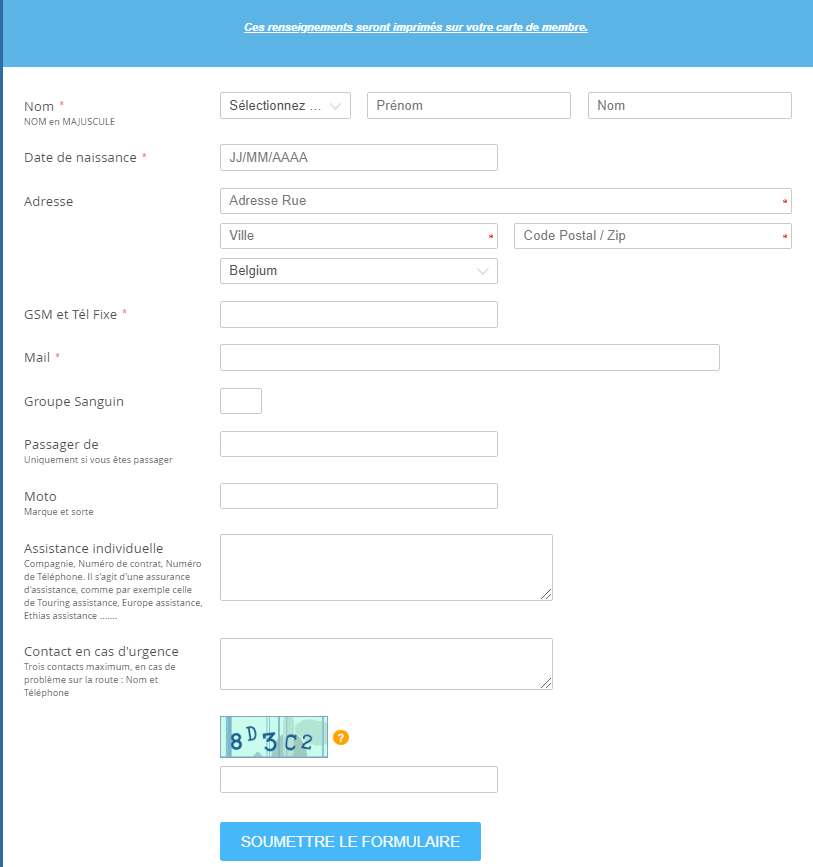 Ces renseignements seront imprimés sur votre carte de membre.
Nom *
NOM en MAJUSCULE
Sélectionnez ...
Prénom
Nom
Date de naissance *
JJ/MM/AAAA
Adresse
Adresse Rue *
Ville *
Code Postal / Zip *
Belgium
GSM et Tél Fixe *
Mail *
Groupe Sanguin
Passager de
Uniquement si vous êtes passager
Moto
Marque et sorte
Assistance individuelle
Compagnie, Numéro de contrat, Numéro
de Téléphone. Il s'agit d'une assurance
d'assistance, comme par exemple celle
de Touring assistance, Europe assistance,
Ethias assistance .......
Contact en cas d'urgence
Trois contacts maximum, en cas de
problème sur la route : Nom et
Téléphone
8D3C2
?
SOUMETTRE LE FORMULAIRE